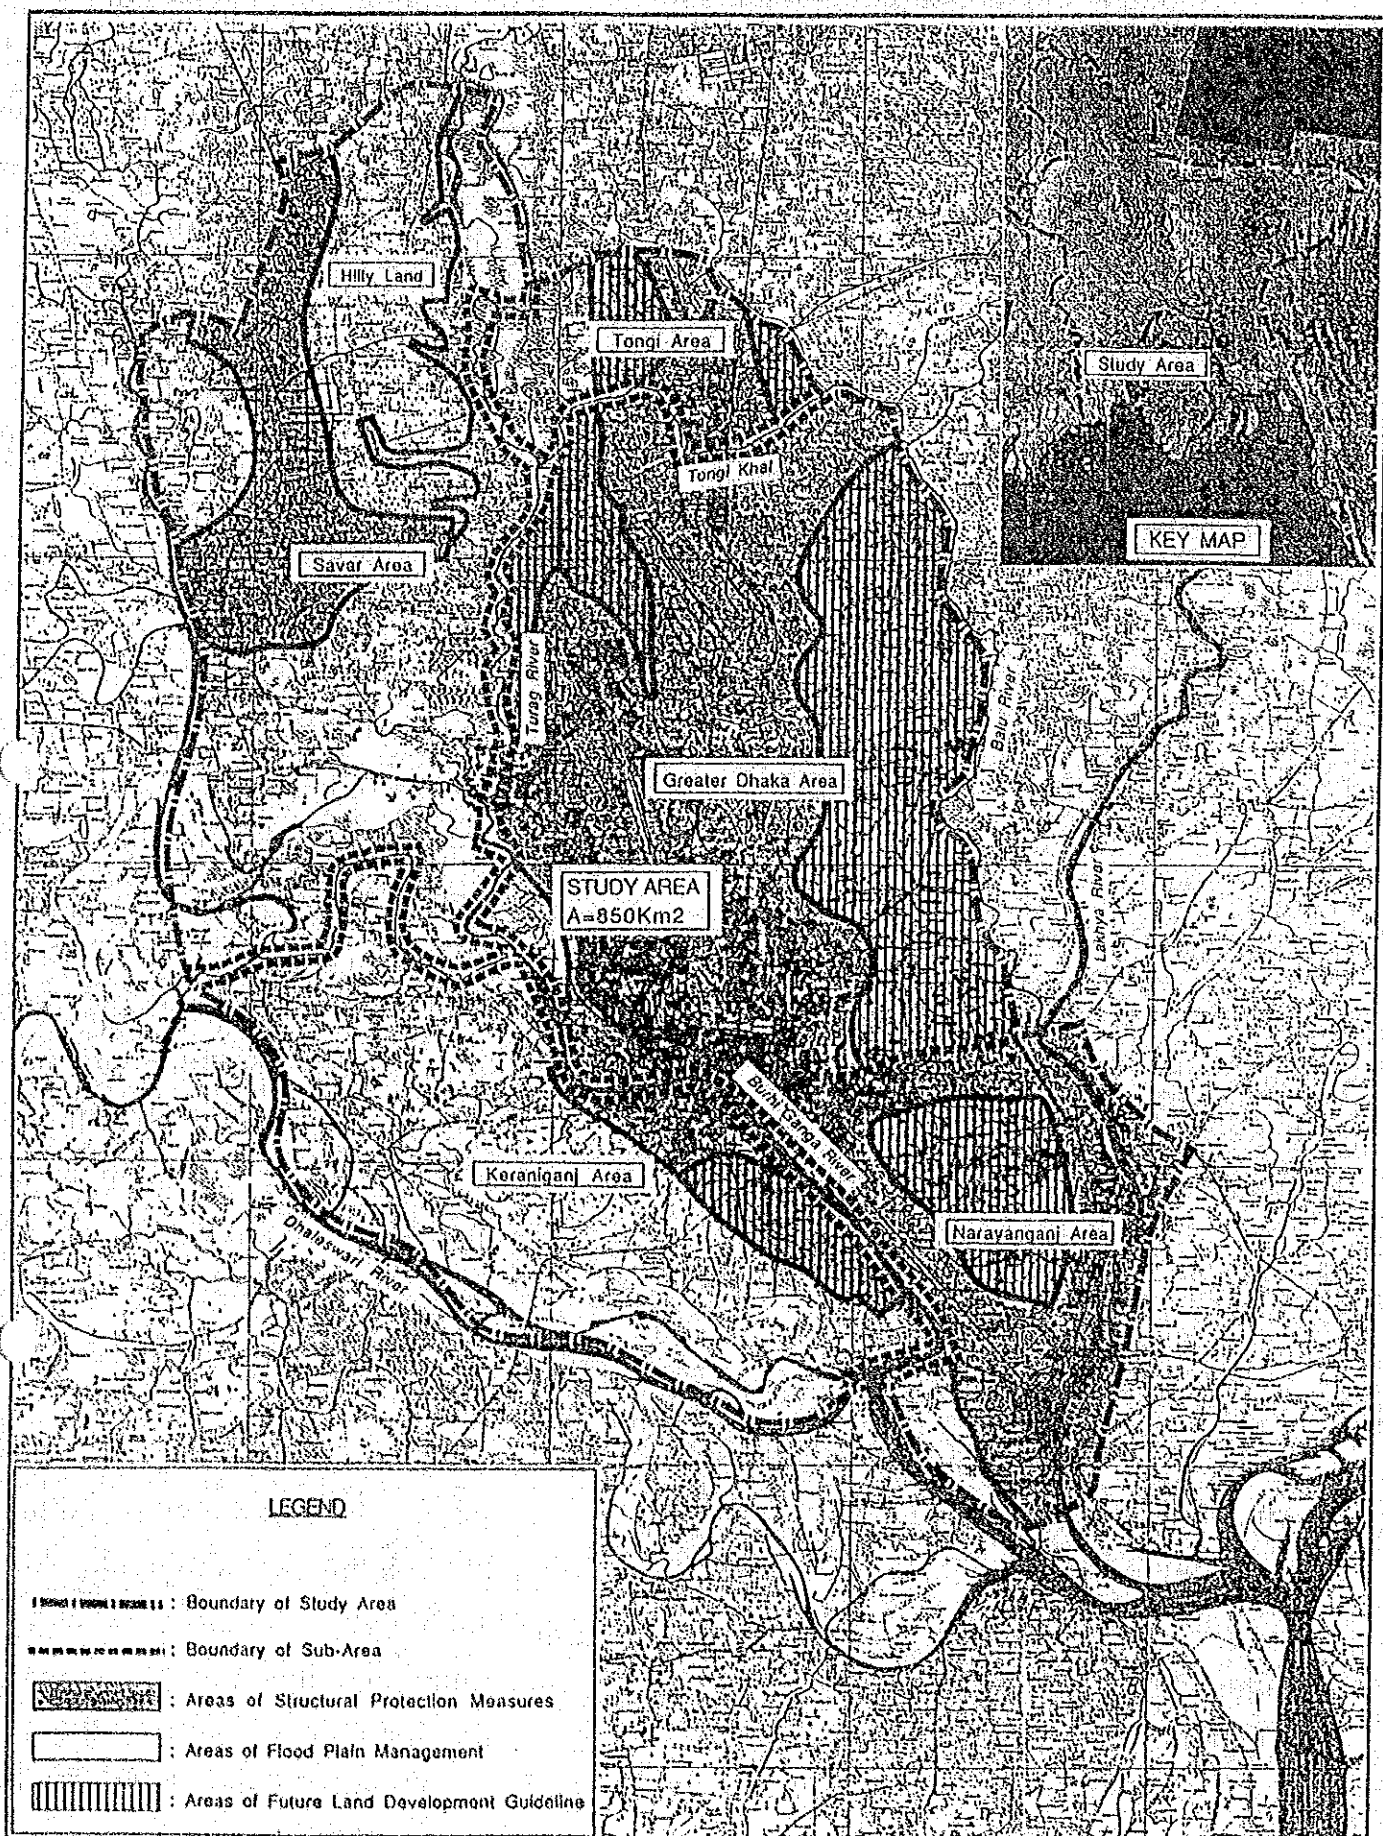 Hilly Land
Tongi Area
Study Area
Tongi Khal
KEY MAP
Savar Area
Turag River
Balu River
Greater Dhaka Area
STUDY AREA
A=850Km2
Lakhya River
Burhi Ganga River
Keraniganj Area
Narayanganj Area
Dhalaswari River
LEGEND
: Boundary of Study Area
: Boundary of Sub-Area
: Areas of Structural Protection Measures
: Areas of Flood Plain Management
: Areas of Future Land Development Guideline